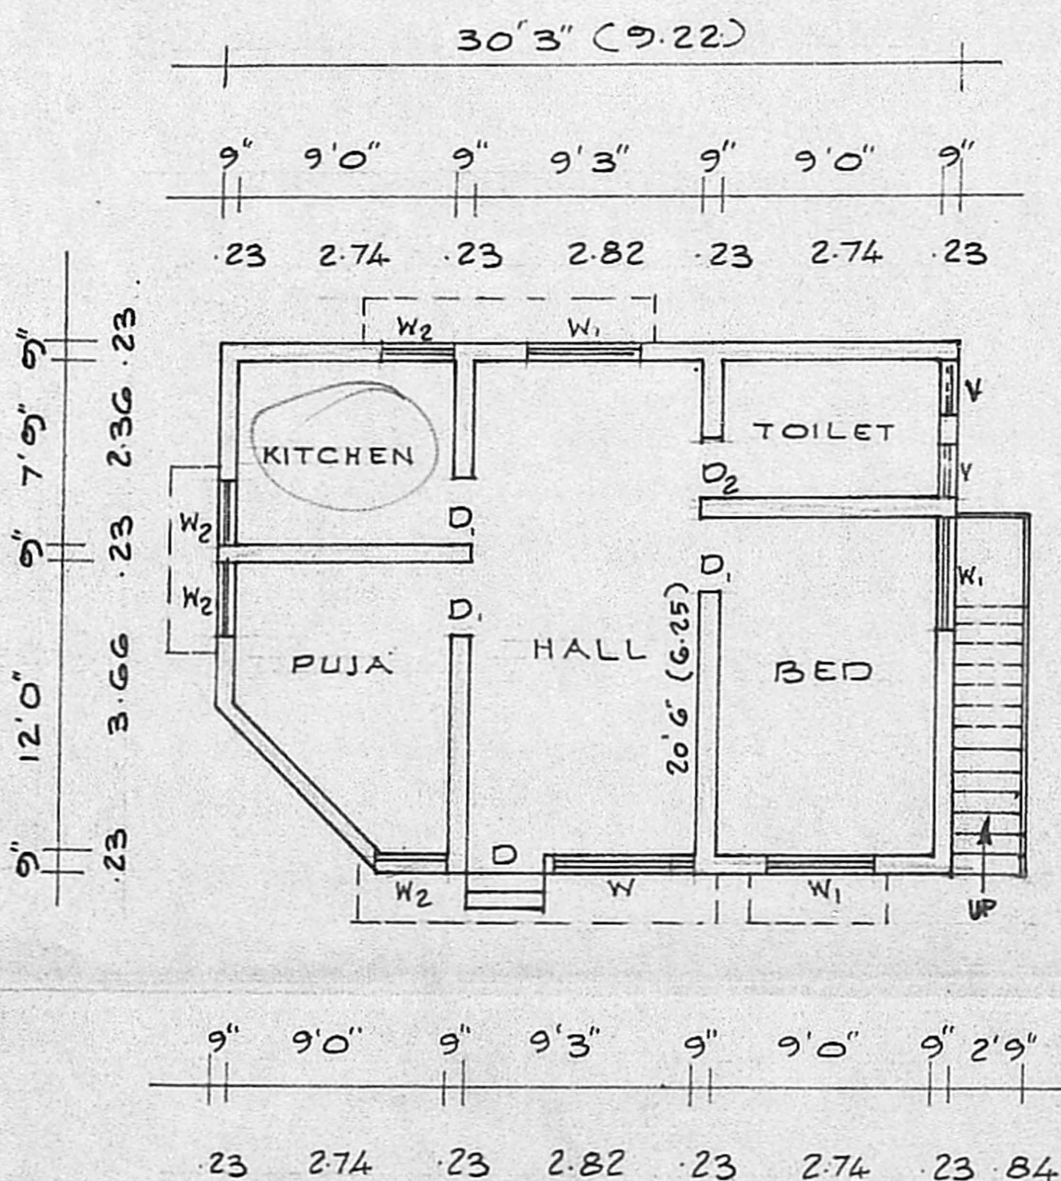 30'3" (9.22)
9" 9'0" 9" 9'3" 9" 9'0" 9"
.23 2.74 .23 2.82 .23 2.74 .23
W2 W1
9" 7'9" 9" 12'0" 9"
.23 2.36 .23 3.66 .23
V
KITCHEN
TOILET
D2
V
W2
D1
D1
W1
W2
D1
PUJA
HALL
20'6" (6.25)
BED
D
W2
W
W1
UP
9" 9'0" 9" 9'3" 9" 9'0" 9" 2'9"
.23 2.74 .23 2.82 .23 2.74 .23 .84